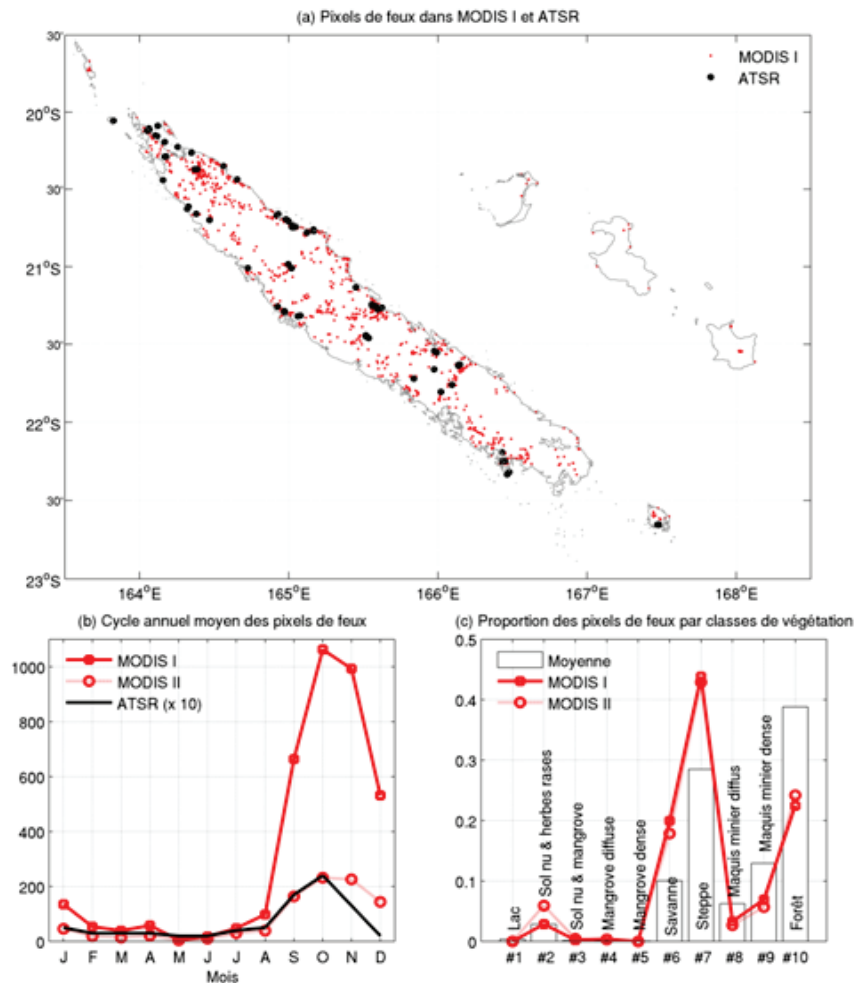 (a) Pixels de feux dans MODIS I et ATSR
30'
MODIS I
ATSR
20°S
30'
21°S
30'
22°S
30'
23°S
164°E
165°E
166°E
167°E
168°E
(b) Cycle annuel moyen des pixels de feux
1000
800
600
400
200
0
MODIS I
MODIS II
ATSR (x 10)
J F M A M J J A S O N D
Mois
(c) Proportion des pixels de feux par classes de végétation
0.5
0.4
0.3
0.2
0.1
0
Moyenne
MODIS I
MODIS II
Lac
Sol nu & herbes rases
Sol nu & mangrove
Mangrove diffuse
Mangrove dense
Savanne
Steppe
Maquis minier diffus
Maquis minier dense
Forêt
#1 #2 #3 #4 #5 #6 #7 #8 #9 #10